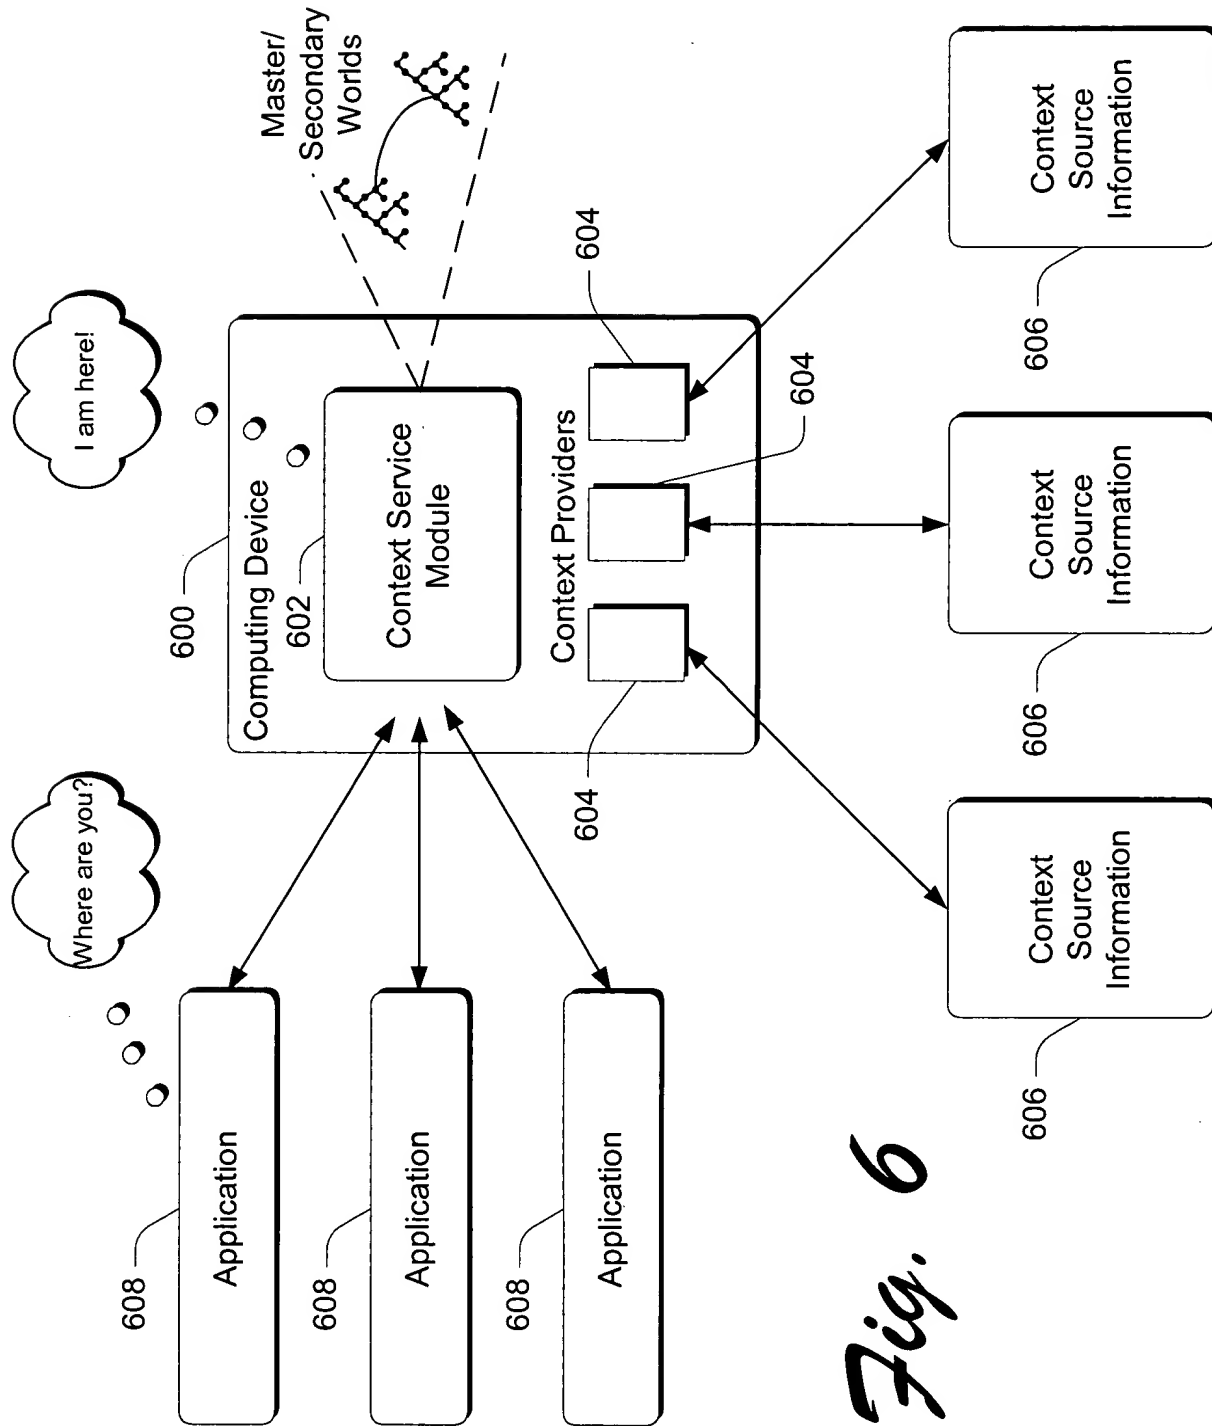 Where are you?
I am here!
Master/
Secondary
Worlds
600
Computing Device
602
Context Service
Module
Context Providers
604
604
604
608
Application
608
Application
608
Application
606
Context
Source
Information
606
Context
Source
Information
606
Context
Source
Information
Fig. 6